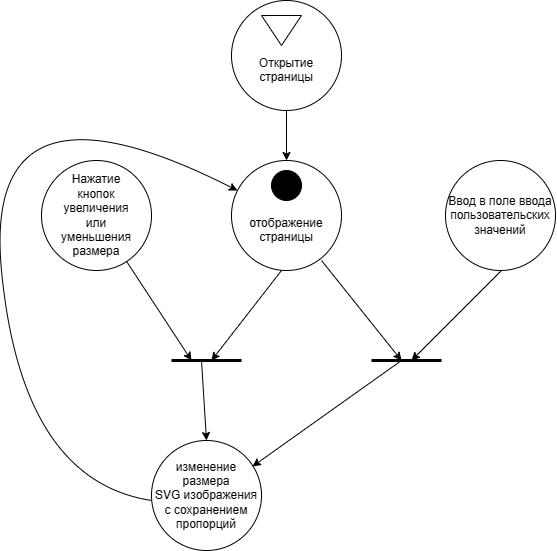 Открытие
страницы
Нажатие
кнопок
увеличения
или
уменьшения
размера
отображение
страницы
Ввод в поле ввода
пользовательских
значений
изменение
размера
SVG изображения
с сохранением
пропорций